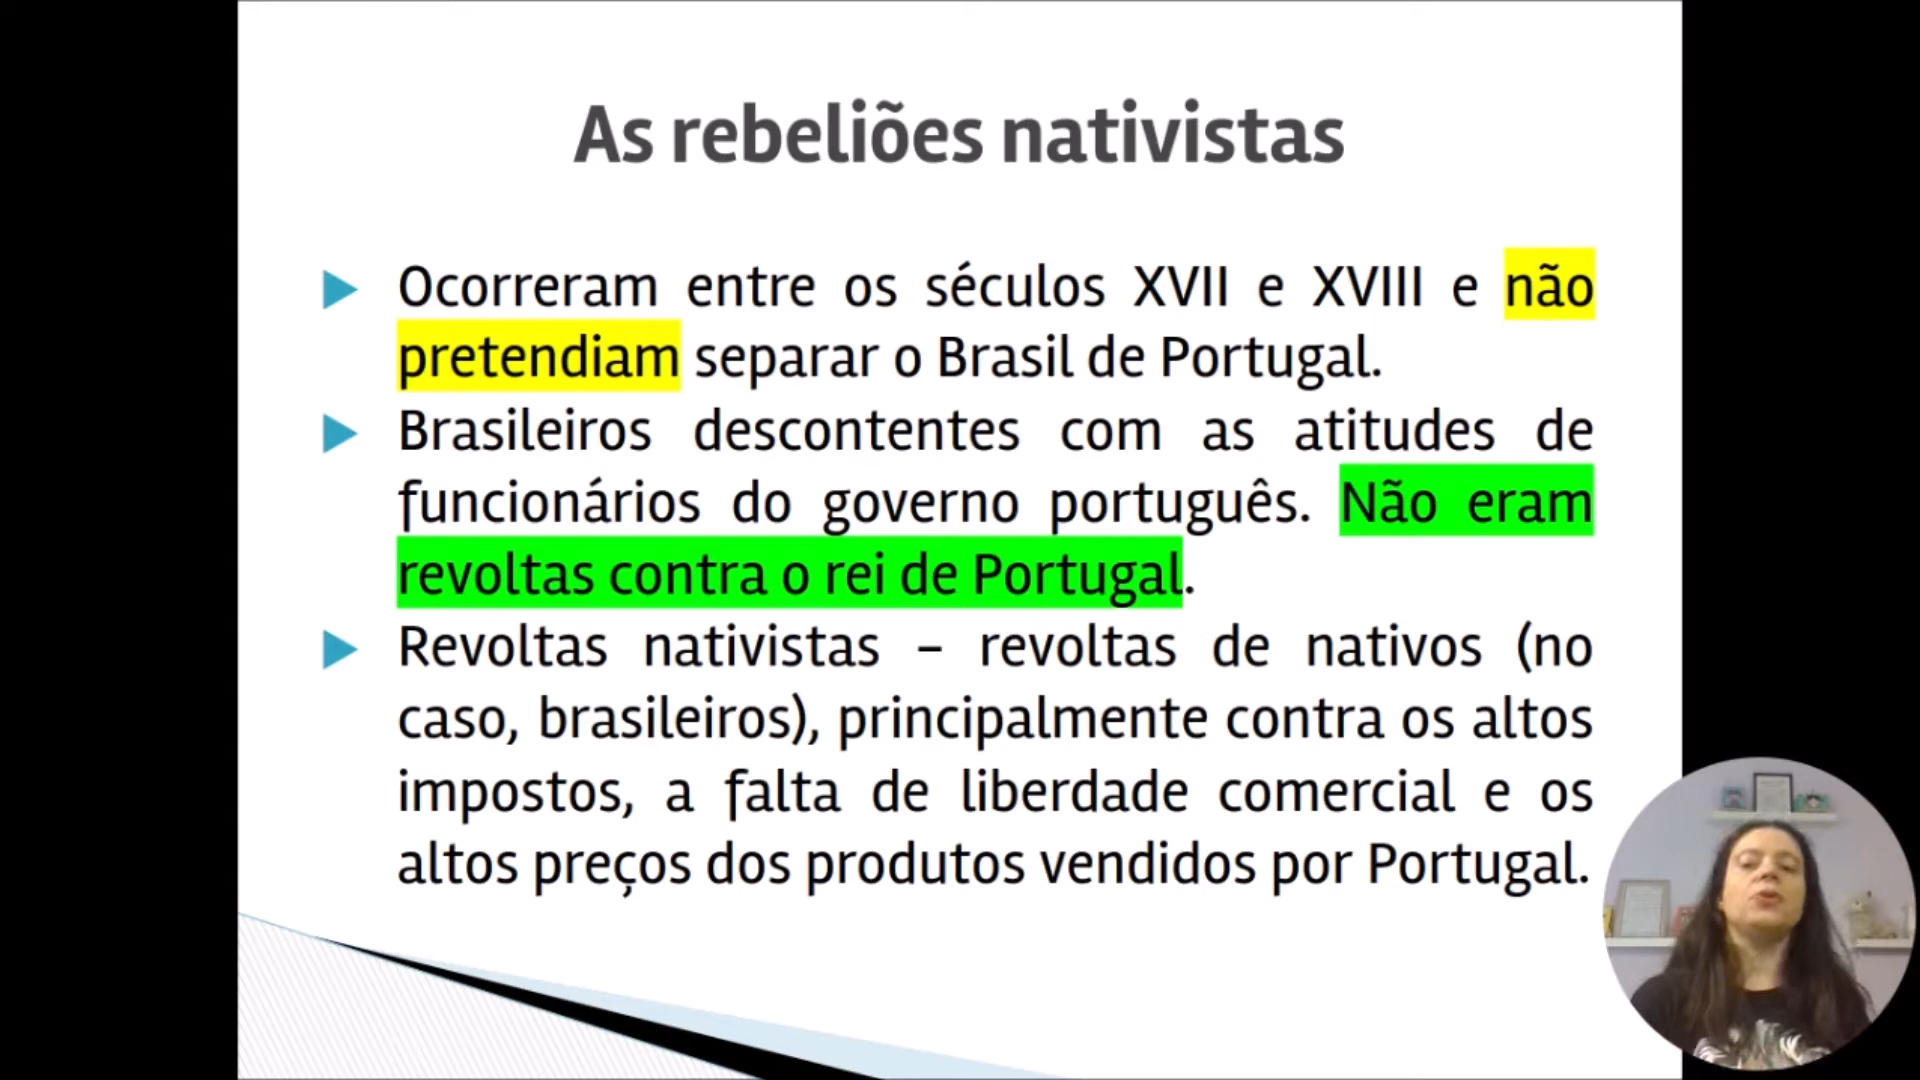 As rebeliões nativistas
Ocorreram entre os séculos XVII e XVIII e não
pretendiam separar o Brasil de Portugal.
Brasileiros descontentes com as atitudes de
funcionários do governo português. Não eram
revoltas contra o rei de Portugal.
Revoltas nativistas – revoltas de nativos (no
caso, brasileiros), principalmente contra os altos
impostos, a falta de liberdade comercial e os
altos preços dos produtos vendidos por Portugal.